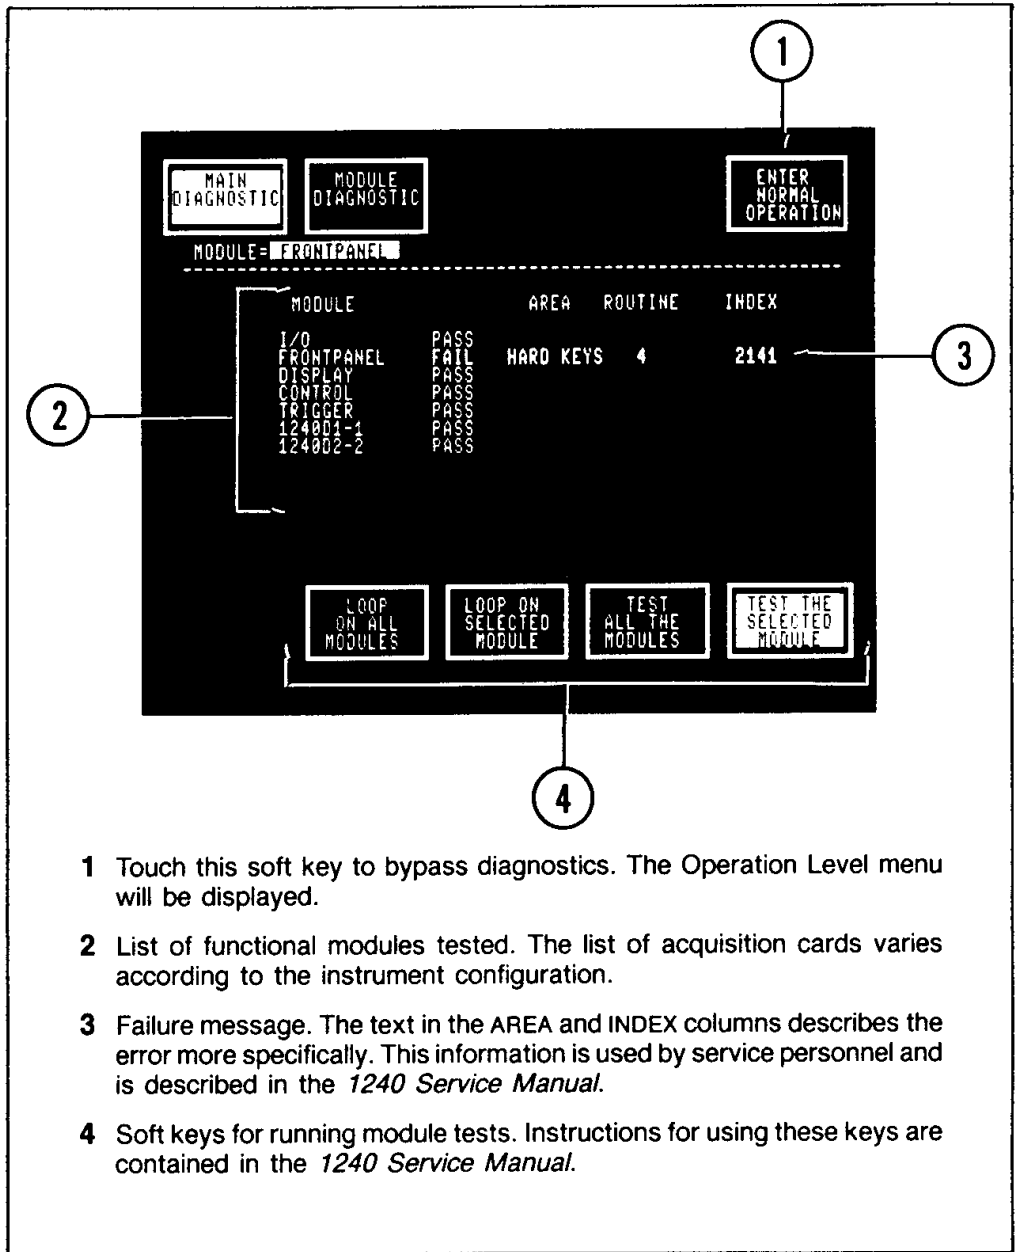 1
MAIN DIAGNOSTIC
MODULE DIAGNOSTIC
ENTER NORMAL OPERATION
MODULE= FRONTPANEL
MODULE AREA ROUTINE INDEX
I/O PASS
FRONTPANEL FAIL HARD KEYS 4 2141
DISPLAY PASS
CONTROL PASS
TRIGGER PASS
1240D1-1 PASS
1240D2-2 PASS
2
3
LOOP ON ALL MODULES
LOOP ON SELECTED MODULE
TEST ALL THE MODULES
TEST THE SELECTED MODULE
4
1 Touch this soft key to bypass diagnostics. The Operation Level menu
will be displayed.
2 List of functional modules tested. The list of acquisition cards varies
according to the instrument configuration.
3 Failure message. The text in the AREA and INDEX columns describes the
error more specifically. This information is used by service personnel and
is described in the 1240 Service Manual.
4 Soft keys for running module tests. Instructions for using these keys are
contained in the 1240 Service Manual.